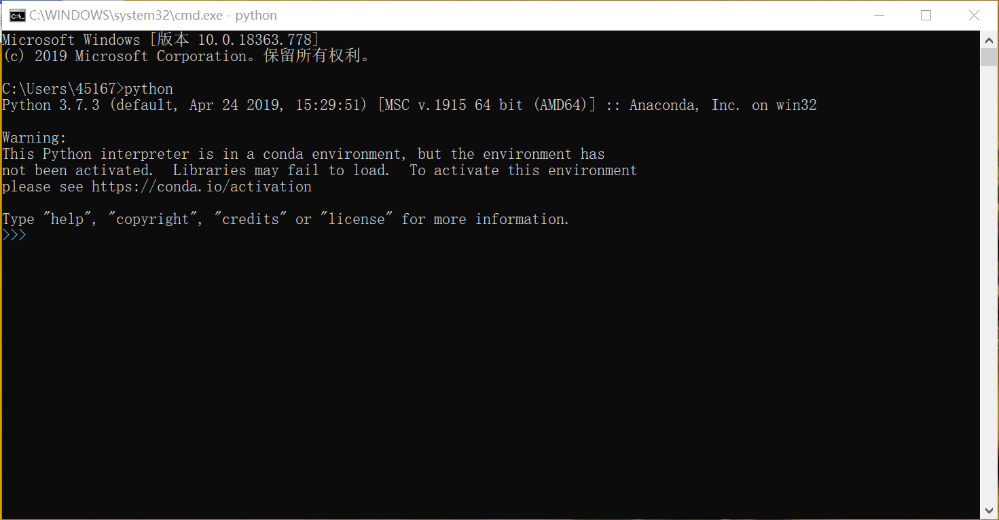 C:\WINDOWS\system32\cmd.exe - python
Microsoft Windows [版本 10.0.18363.778]
(c) 2019 Microsoft Corporation。保留所有权利。
C:\Users\45167>python
Python 3.7.3 (default, Apr 24 2019, 15:29:51) [MSC v.1915 64 bit (AMD64)] :: Anaconda, Inc. on win32
Warning:
This Python interpreter is in a conda environment, but the environment has
not been activated.  Libraries may fail to load.  To activate this environment
please see https://conda.io/activation
Type "help", "copyright", "credits" or "license" for more information.
>>>